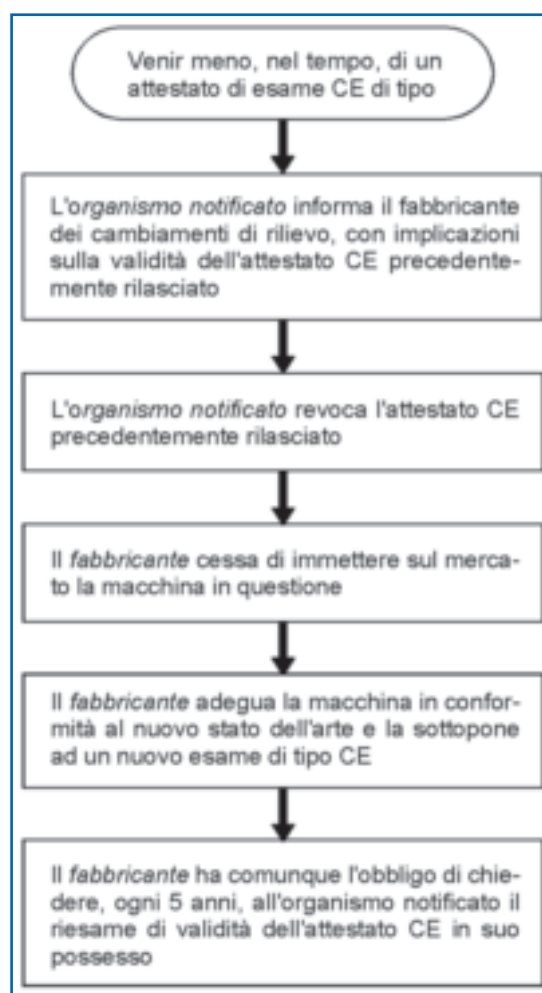 Venir meno, nel tempo, di un
attestato di esame CE di tipo
L'organismo notificato informa il fabbricante
dei cambiamenti di rilievo, con implicazioni
sulla validità dell'attestato CE precedente-
mente rilasciato
L'organismo notificato revoca l'attestato CE
precedentemente rilasciato
Il fabbricante cessa di immettere sul merca-
to la macchina in questione
Il fabbricante adegua la macchina in confor-
mità al nuovo stato dell'arte e la sottopone
ad un nuovo esame di tipo CE
Il fabbricante ha comunque l'obbligo di chie-
dere, ogni 5 anni, all'organismo notificato il
riesame di validità dell'attestato CE in suo
possesso